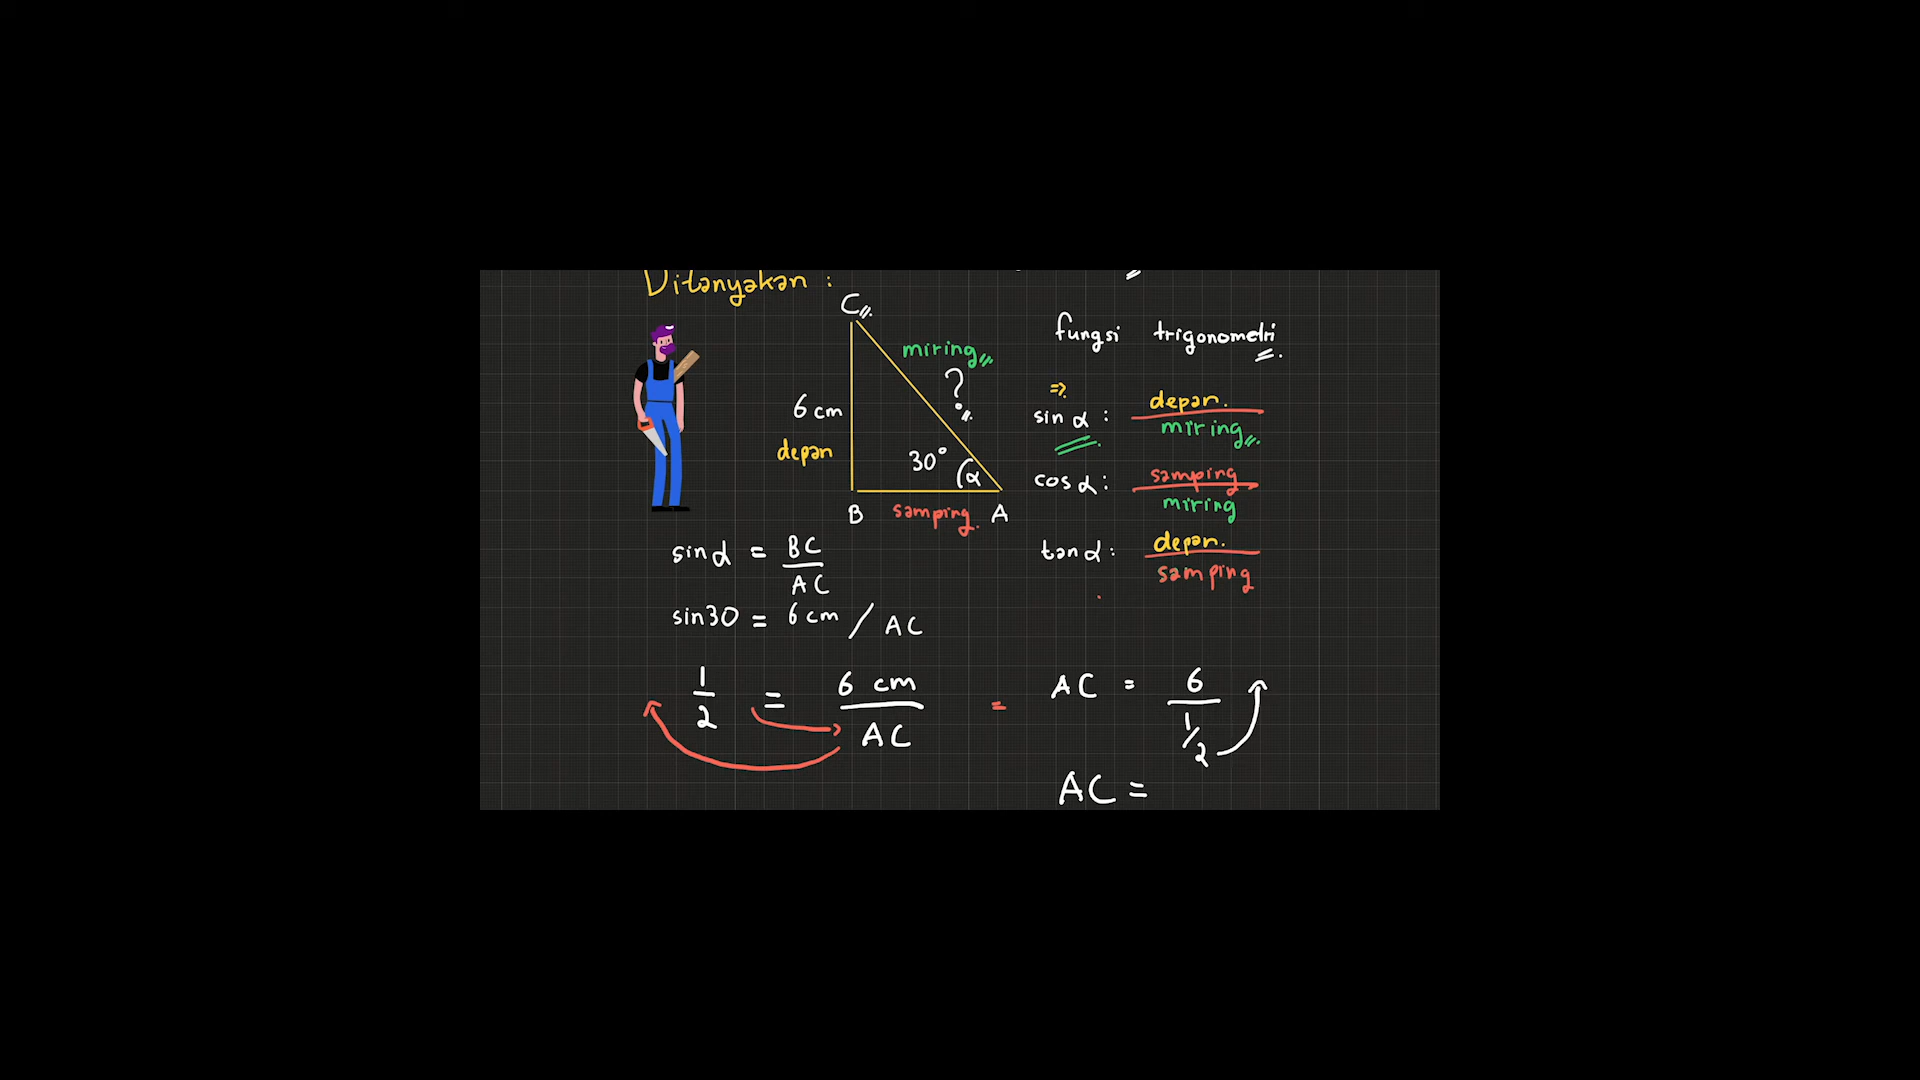 Ditanyakan :
C
fungsi trigonometri
miring
?
=>
6 cm
sin α : depan / miring
depan
30° α
cos α : samping / miring
B samping A
sin α = BC / AC
tan α : depan / samping
sin 30 = 6 cm / AC
1/2 = 6 cm / AC = AC = 6 / 1/2
AC =